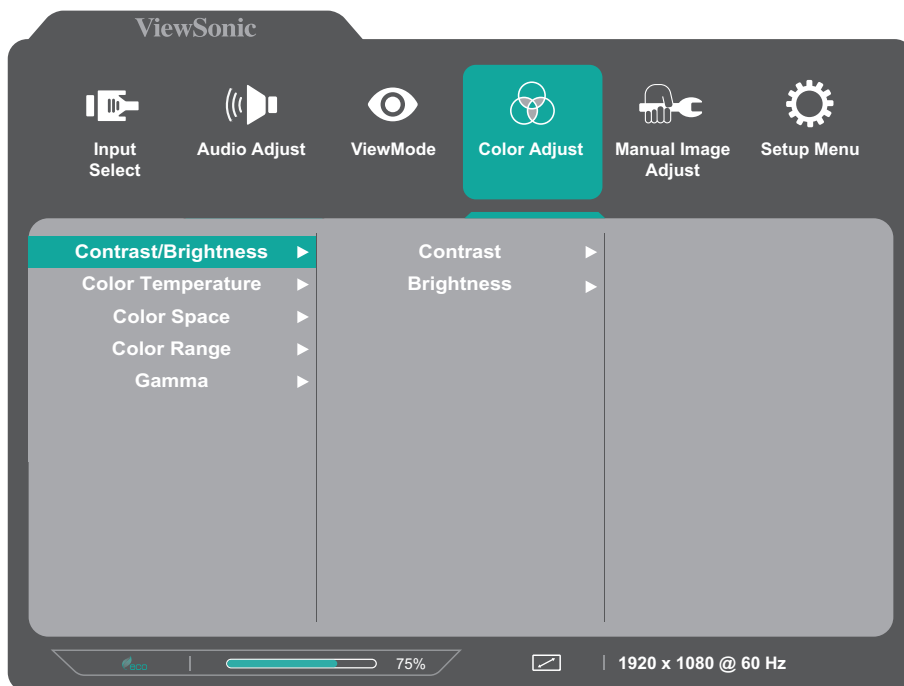 ViewSonic
Input
Select
Audio Adjust
ViewMode
Color Adjust
Manual Image
Adjust
Setup Menu
Contrast/Brightness
Color Temperature
Color Space
Color Range
Gamma
Contrast
Brightness
eco
75%
1920 x 1080 @ 60 Hz